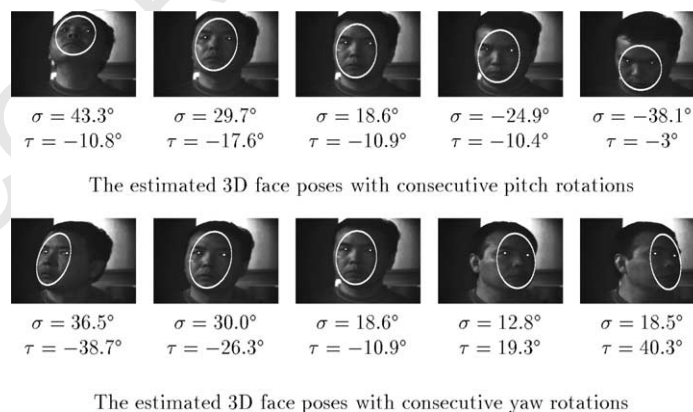 σ = 43.3° σ = 29.7° σ = 18.6° σ = −24.9° σ = −38.1°
τ = −10.8° τ = −17.6° τ = −10.9° τ = −10.4° τ = −3°
The estimated 3D face poses with consecutive pitch rotations
σ = 36.5° σ = 30.0° σ = 18.6° σ = 12.8° σ = 18.5°
τ = −38.7° τ = −26.3° τ = −10.9° τ = 19.3° τ = 40.3°
The estimated 3D face poses with consecutive yaw rotations